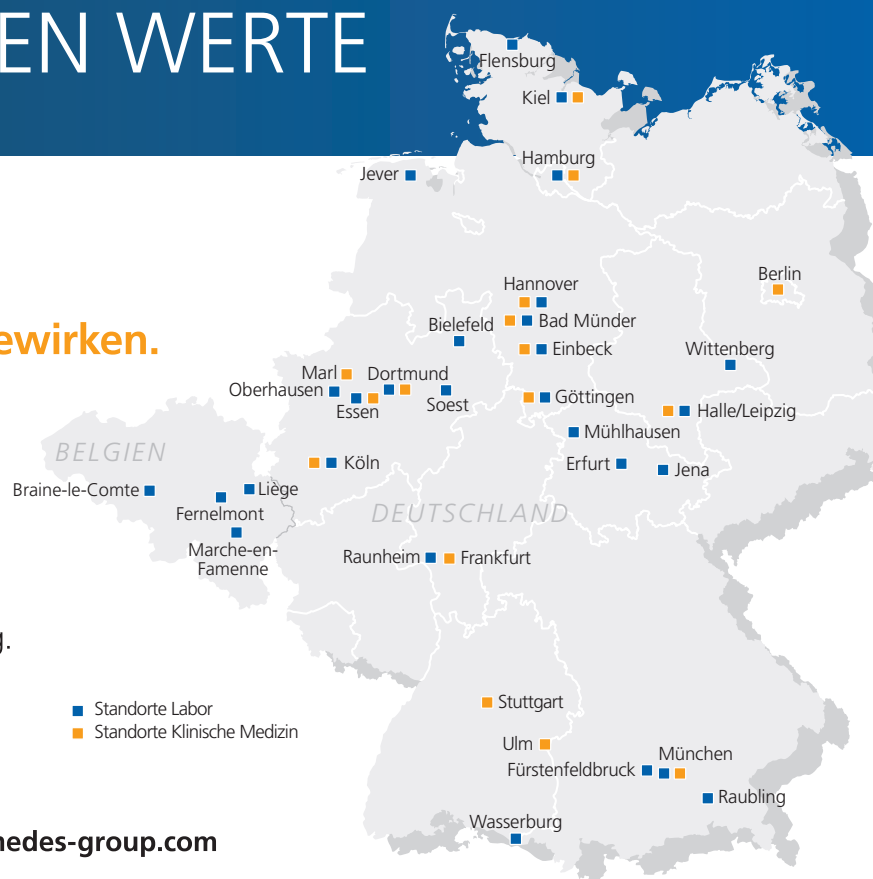 EN WERTE
Flensburg
Kiel
Hamburg
Jever
Berlin
Hannover
Bad Münder
Bielefeld
Einbeck
Wittenberg
ewirken.
Marl
Dortmund
Oberhausen
Essen
Soest
Göttingen
Halle/Leipzig
Mühlhausen
BELGIEN
Köln
Erfurt
Jena
Braine-le-Comte
Liège
Fernelmont
DEUTSCHLAND
Marche-en-
Famenne
Raunheim
Frankfurt
g.
Stuttgart
Standorte Labor
Standorte Klinische Medizin
Ulm
München
Fürstenfeldbruck
Raubling
Wasserburg
nedes-group.com